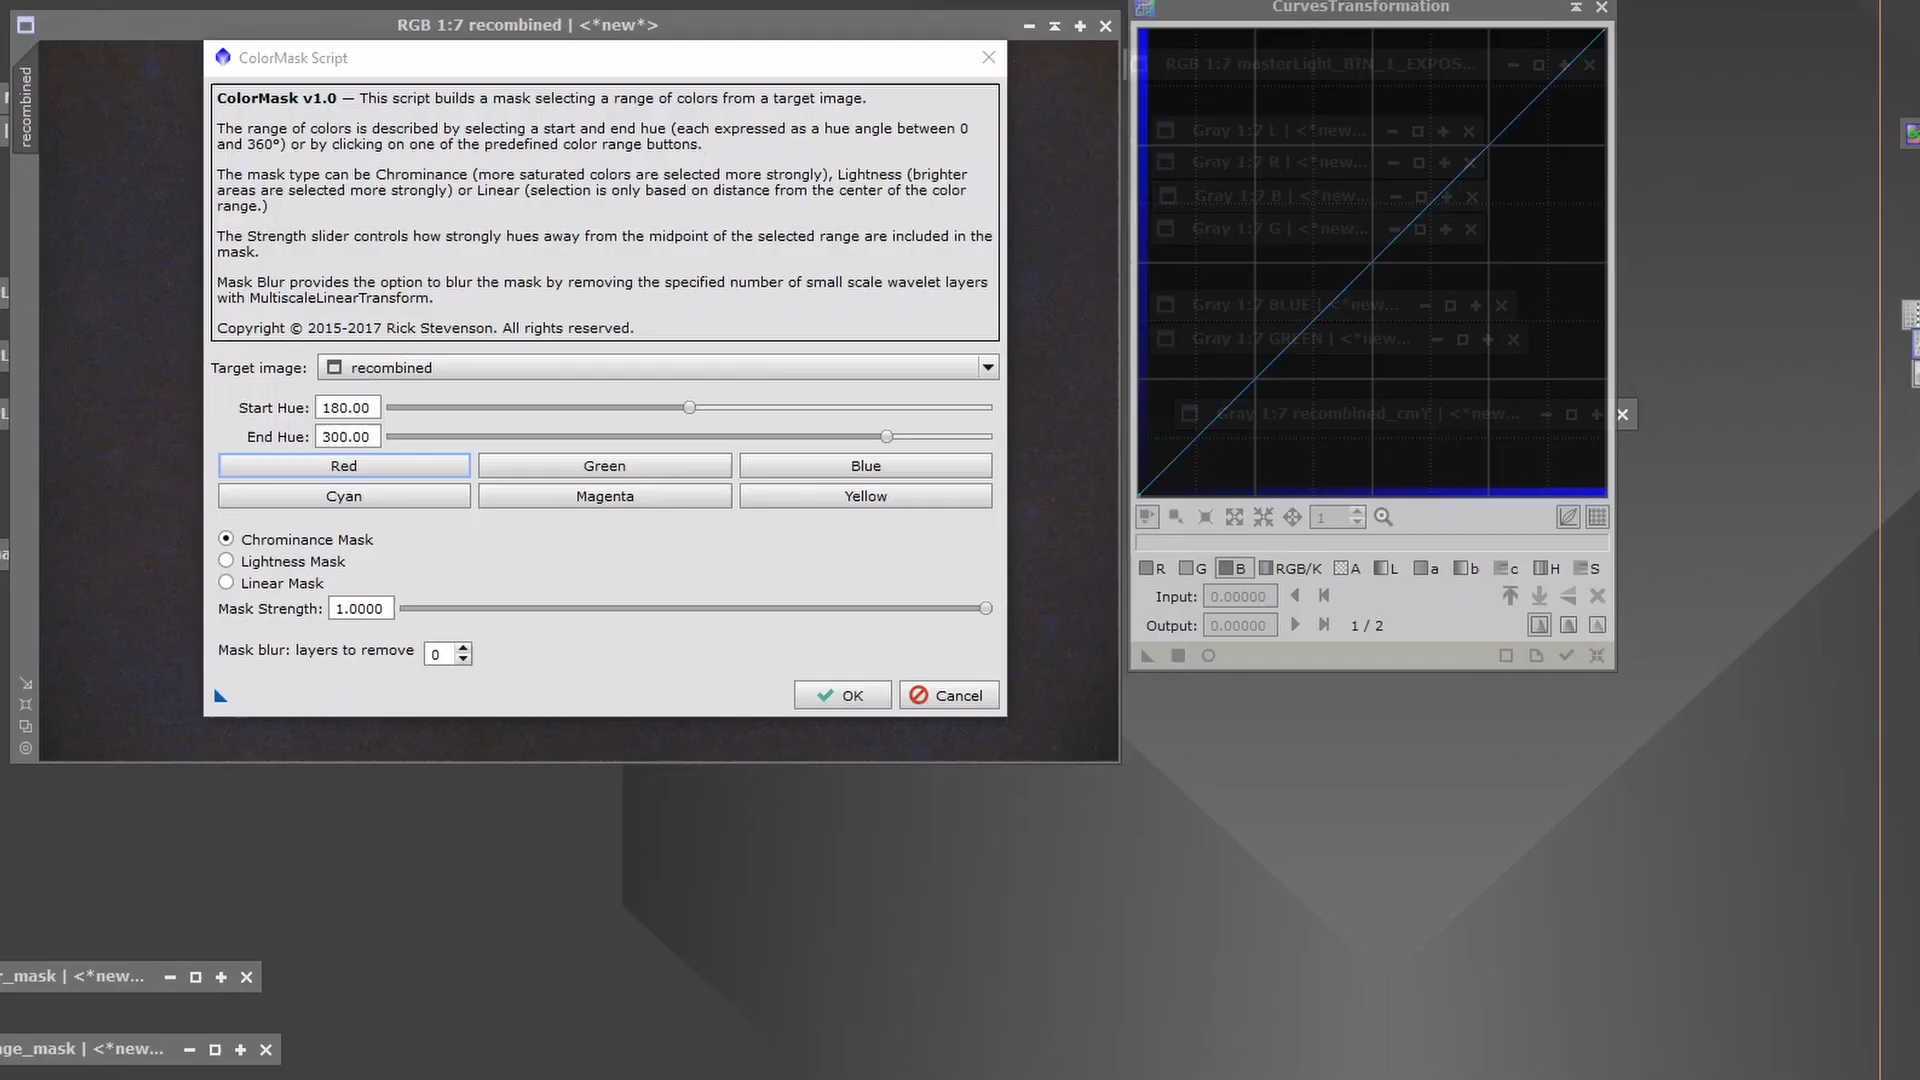 RGB 1:7 recombined | <*new*>
recombined
ColorMask Script
ColorMask v1.0 — This script builds a mask selecting a range of colors from a target image.
The range of colors is described by selecting a start and end hue (each expressed as a hue angle between 0
and 360°) or by clicking on one of the predefined color range buttons.
The mask type can be Chrominance (more saturated colors are selected more strongly), Lightness (brighter
areas are selected more strongly) or Linear (selection is only based on distance from the center of the color
range.)
The Strength slider controls how strongly hues away from the midpoint of the selected range are included in the
mask.
Mask Blur provides the option to blur the mask by removing the specified number of small scale wavelet layers
with MultiscaleLinearTransform.
Copyright © 2015-2017 Rick Stevenson. All rights reserved.
Target image: recombined
Start Hue: 180.00
End Hue: 300.00
Red Green Blue
Cyan Magenta Yellow
Chrominance Mask
Lightness Mask
Linear Mask
Mask Strength: 1.0000
Mask blur: layers to remove 0
OK Cancel
CurvesTransformation
RGB 1:7 masterLight_BIN_1_EXPOS...
Gray 1:7 L | <*new...
Gray 1:7 R | <*new...
Gray 1:7 B | <*new...
Gray 1:7 G | <*new...
Gray 1:7 BLUE | <*new...
Gray 1:7 GREEN | <*new...
Gray 1:7 recombined_cmY | <*new...
1
R G B RGB/K A L a b c H S
Input: 0.00000
Output: 0.00000 1 / 2
r_mask | <*new...
nge_mask | <*new...